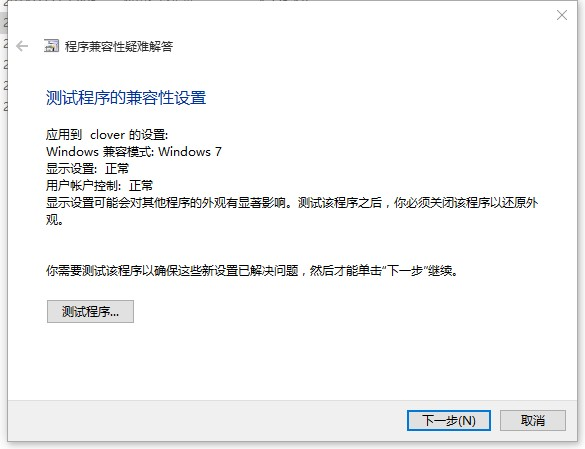 程序兼容性疑难解答
测试程序的兼容性设置
应用到 clover 的设置:
Windows 兼容模式: Windows 7
显示设置: 正常
用户帐户控制: 正常
显示设置可能会对其他程序的外观有显著影响。测试该程序之后，你必须关闭该程序以还原外
观。
你需要测试该程序以确保这些新设置已解决问题，然后才能单击“下一步”继续。
测试程序...
下一步(N)
取消